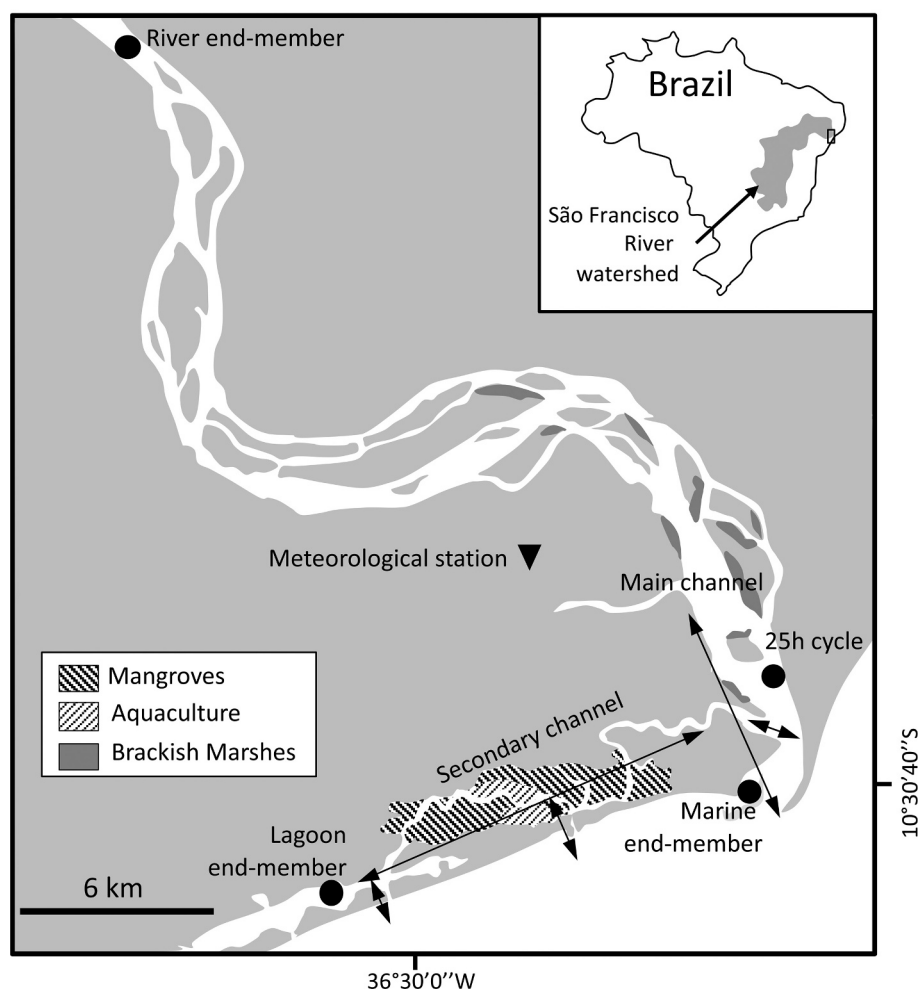 River end-member
Brazil
São Francisco
River
watershed
Meteorological station
Main channel
25h cycle
Mangroves
Aquaculture
Brackish Marshes
Secondary channel
Marine
end-member
Lagoon
end-member
6 km
10°30'40''S
36°30'0''W